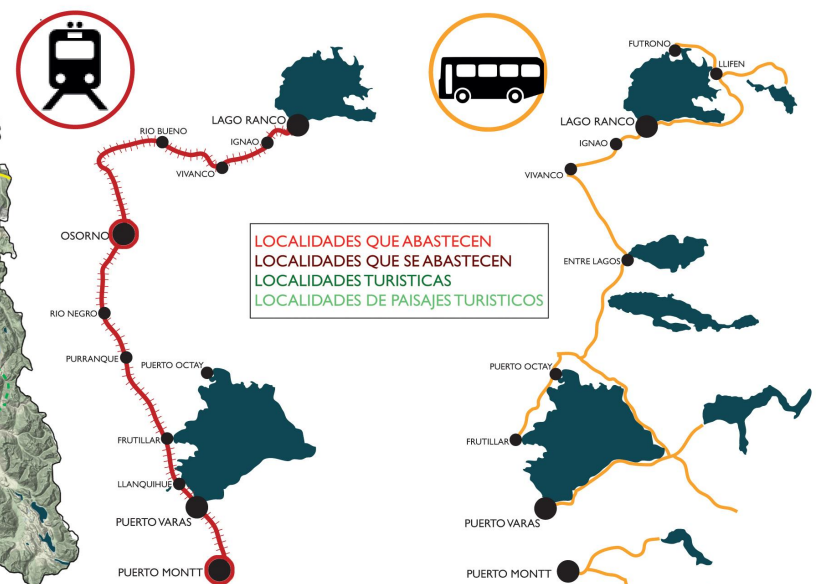 LAGO RANCO
RIO BUENO
IGNAO
VIVANCO
OSORNO
RIO NEGRO
PURRANQUE
PUERTO OCTAY
FRUTILLAR
LLANQUIHUE
PUERTO VARAS
PUERTO MONTT
LOCALIDADES QUE ABASTECEN
LOCALIDADES QUE SE ABASTECEN
LOCALIDADES TURISTICAS
LOCALIDADES DE PAISAJES TURISTICOS
FUTRONO
LLIFEN
LAGO RANCO
IGNAO
VIVANCO
ENTRE LAGOS
PUERTO OCTAY
FRUTILLAR
PUERTO VARAS
PUERTO MONTT